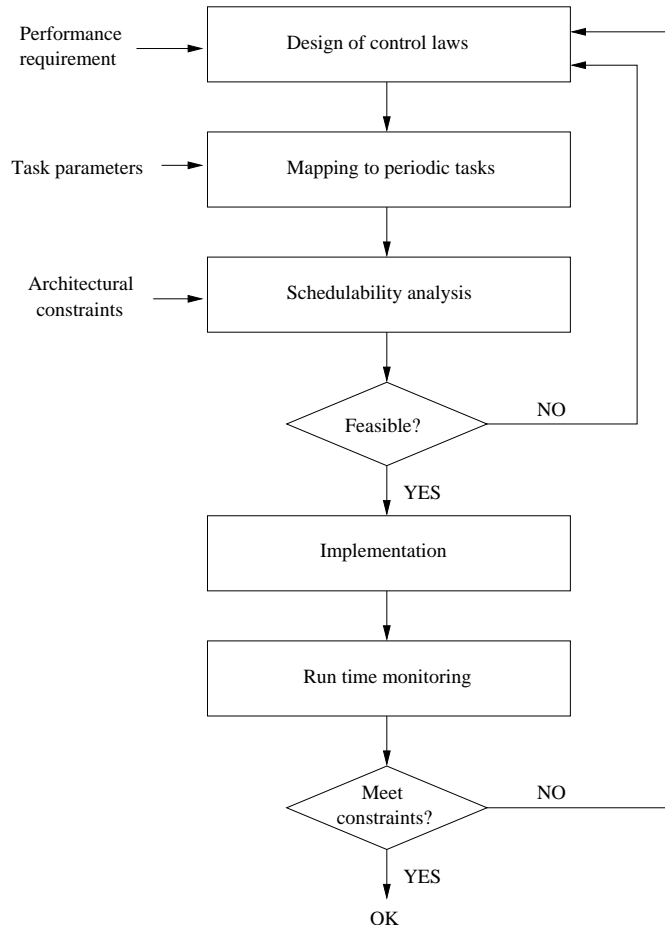 Performance
requirement
Design of control laws
Task parameters
Mapping to periodic tasks
Architectural
constraints
Schedulability analysis
Feasible?
NO
YES
Implementation
Run time monitoring
Meet
constraints?
NO
YES
OK